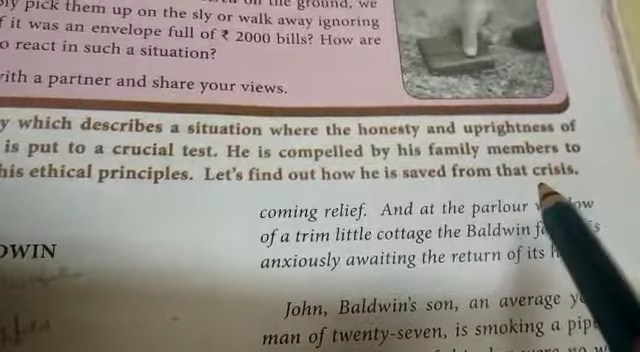 pick them up on the sly or walk away ignoring
it was an envelope full of ₹ 2000 bills? How are
o react in such a situation?
with a partner and share your views.
y which describes a situation where the honesty and uprightness of
is put to a crucial test. He is compelled by his family members to
his ethical principles. Let's find out how he is saved from that crisis.
coming relief. And at the parlour
of a trim little cottage the Baldwin
DWIN
anxiously awaiting the return of its
John, Baldwin's son, an average
man of twenty-seven, is smoking a